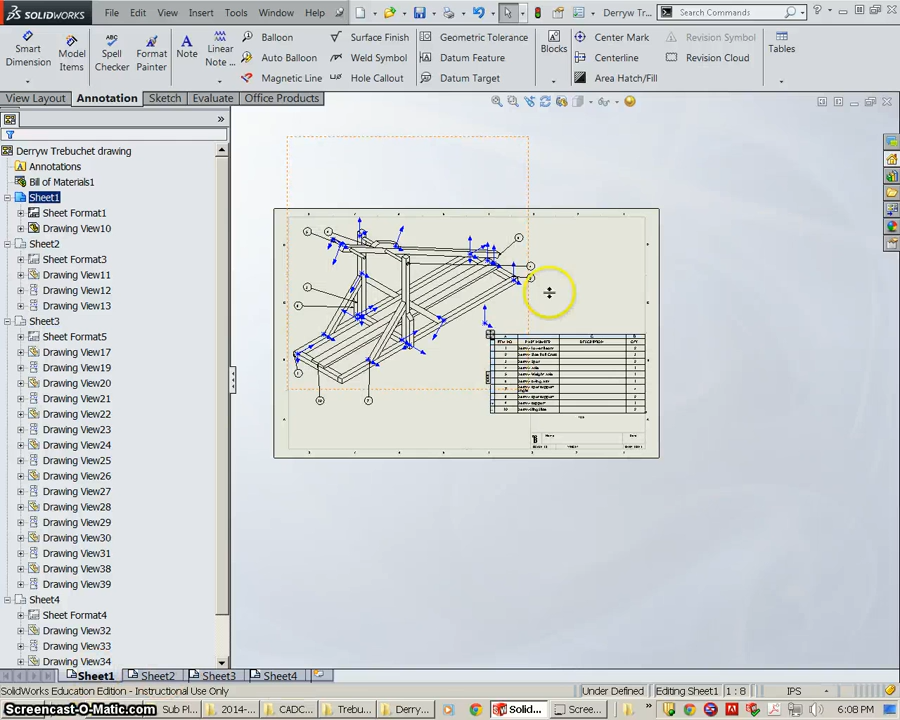 SOLIDWORKS File Edit View Insert Tools Window Help Derryw Tr... Search Commands
Smart Dimension
Model Items
Spell Checker
Format Painter
Note
Linear Note ...
Balloon
Auto Balloon
Magnetic Line
Surface Finish
Weld Symbol
Hole Callout
Geometric Tolerance
Datum Feature
Datum Target
Blocks
Center Mark
Centerline
Area Hatch/Fill
Revision Symbol
Revision Cloud
Tables
View Layout Annotation Sketch Evaluate Office Products
Derryw Trebuchet drawing
Annotations
Bill of Materials1
Sheet1
Sheet Format1
Drawing View10
Sheet2
Sheet Format3
Drawing View11
Drawing View12
Drawing View13
Sheet3
Sheet Format5
Drawing View17
Drawing View19
Drawing View20
Drawing View21
Drawing View22
Drawing View23
Drawing View24
Drawing View25
Drawing View26
Drawing View27
Drawing View28
Drawing View29
Drawing View30
Drawing View31
Drawing View38
Drawing View39
Sheet4
Sheet Format4
Drawing View32
Drawing View33
Drawing View34
ITEM NO. PART NUMBER DESCRIPTION QTY.
Sheet1 Sheet2 Sheet3 Sheet4
SolidWorks Education Edition - Instructional Use Only Under Defined Editing Sheet1 1 : 8 IPS
Screencast-O-Matic.com Sub Pl... 2014-... Trebu... Derry... Solid... Scree... 6:08 PM